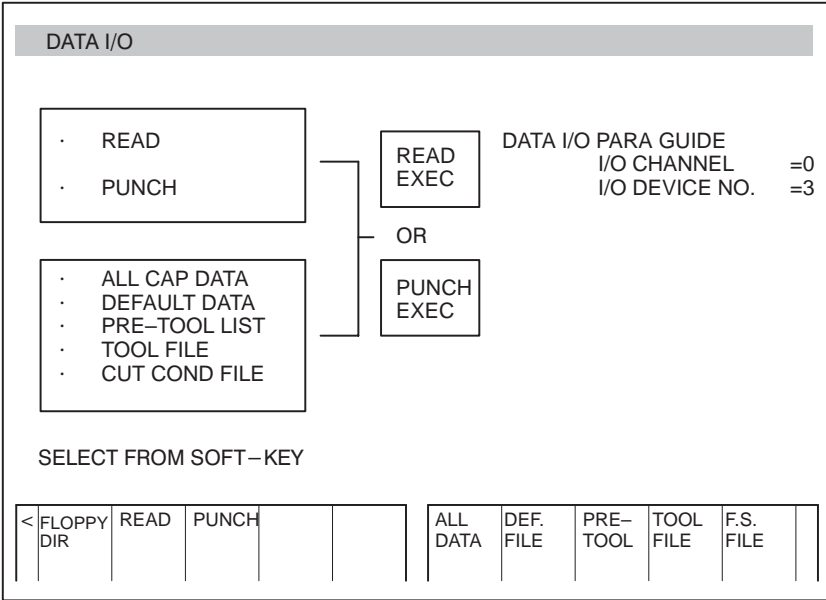 DATA I/O
· READ
· PUNCH
READ
EXEC
OR
PUNCH
EXEC
DATA I/O PARA GUIDE
I/O CHANNEL =0
I/O DEVICE NO. =3
· ALL CAP DATA
· DEFAULT DATA
· PRE–TOOL LIST
· TOOL FILE
· CUT COND FILE
SELECT FROM SOFT–KEY
< FLOPPY DIR READ PUNCH
ALL DATA DEF. FILE PRE– TOOL TOOL FILE F.S. FILE